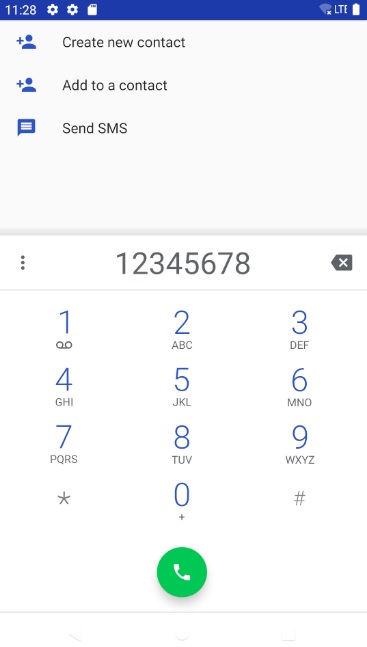 11:28 LTE
Create new contact
Add to a contact
Send SMS
12345678
1 2 3
ABC DEF
4 5 6
GHI JKL MNO
7 8 9
PQRS TUV WXYZ
* 0 #
+